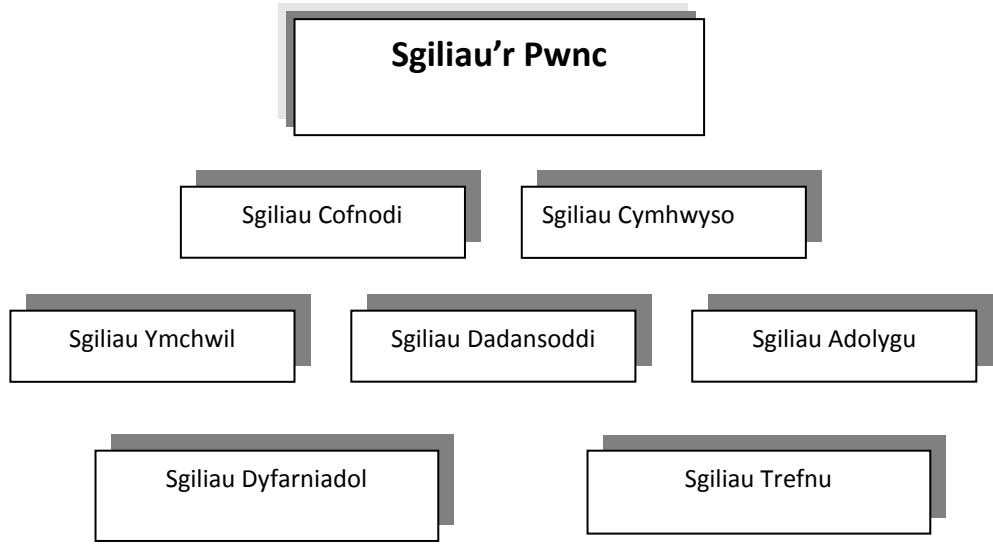 Sgiliau’r Pwnc
Sgiliau Cofnodi
Sgiliau Cymhwyso
Sgiliau Ymchwil
Sgiliau Dadansoddi
Sgiliau Adolygu
Sgiliau Dyfarniadol
Sgiliau Trefnu